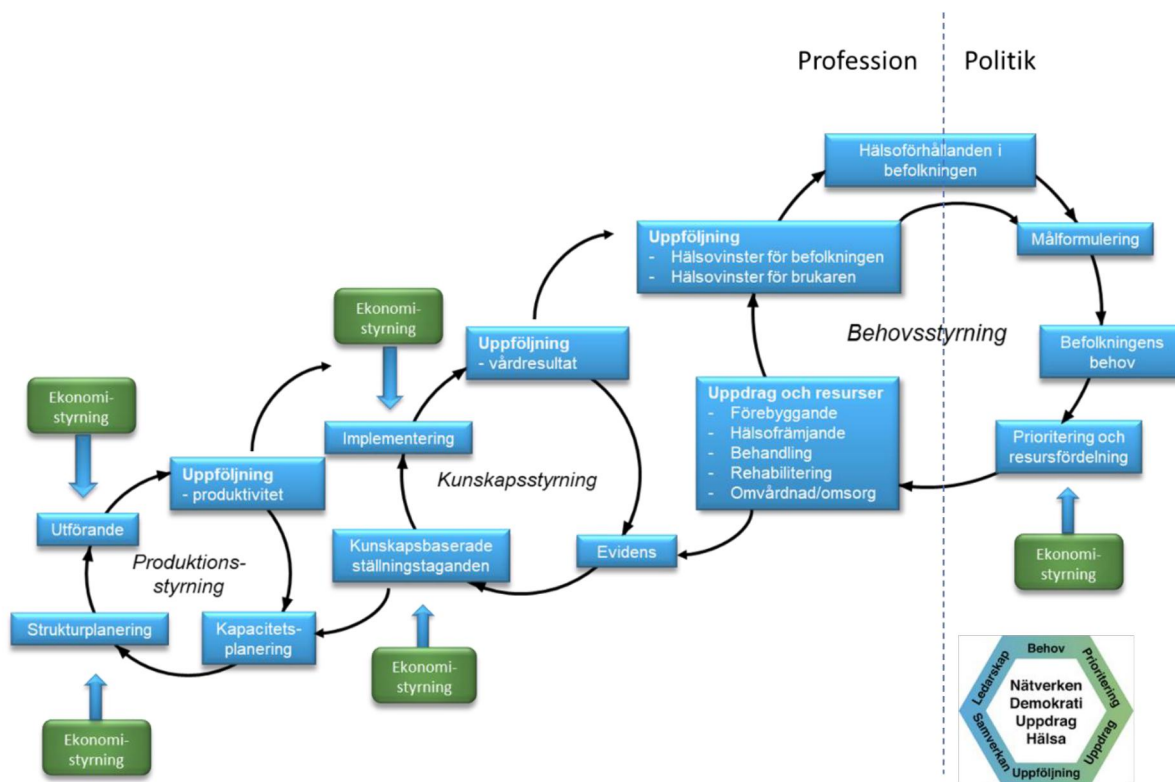 Profession
Politik
Hälsoförhållanden i
befolkningen
Uppföljning
- Hälsovinster för befolkningen
- Hälsovinster för brukaren
Målformulering
Ekonomi-
styrning
Uppföljning
- vårdresultat
Behovsstyrning
Befolkningens
behov
Ekonomi-
styrning
Uppdrag och resurser
- Förebyggande
- Hälsofrämjande
- Behandling
- Rehabilitering
- Omvårdnad/omsorg
Implementering
Prioritering och
resursfördelning
Uppföljning
- produktivitet
Kunskapsstyrning
Utförande
Kunskapsbaserade
ställningstaganden
Evidens
Ekonomi-
styrning
Produktions-
styrning
Strukturplanering
Kapacitets-
planering
Ekonomi-
styrning
Ekonomi-
styrning
Behov
Prioritering
Uppdrag
Uppföljning
Samverkan
Ledarskap
Nätverken
Demokrati
Uppdrag
Hälsa